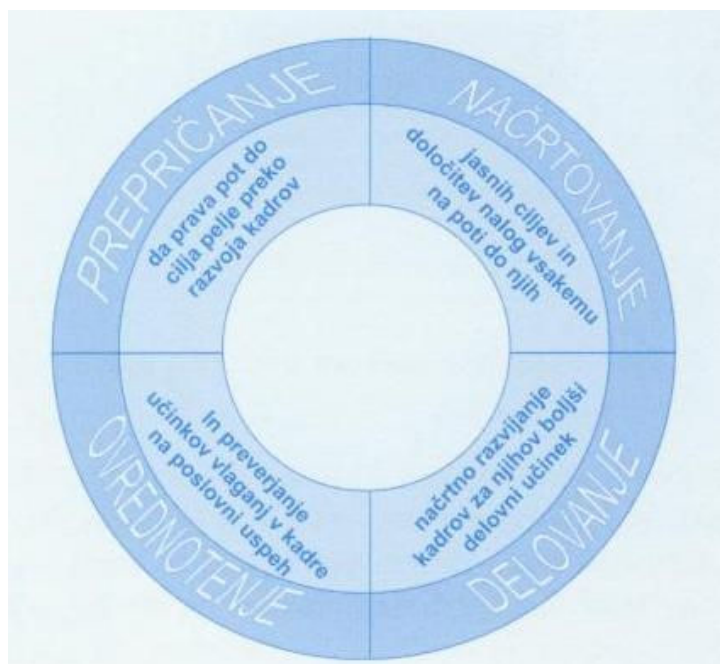 PREPRIČANJE
da prava pot do
cilja pelje preko
razvoja kadrov
NAČRTOVANJE
jasnih ciljev in
določitev nalog vsakemu
na poti do njih
DELOVANJE
načrtno razvijanje
kadrov za njihov boljši
delovni učinek
OVREDNOTENJE
In preverjanje
učinkov vlaganj v kadre
na poslovni uspeh